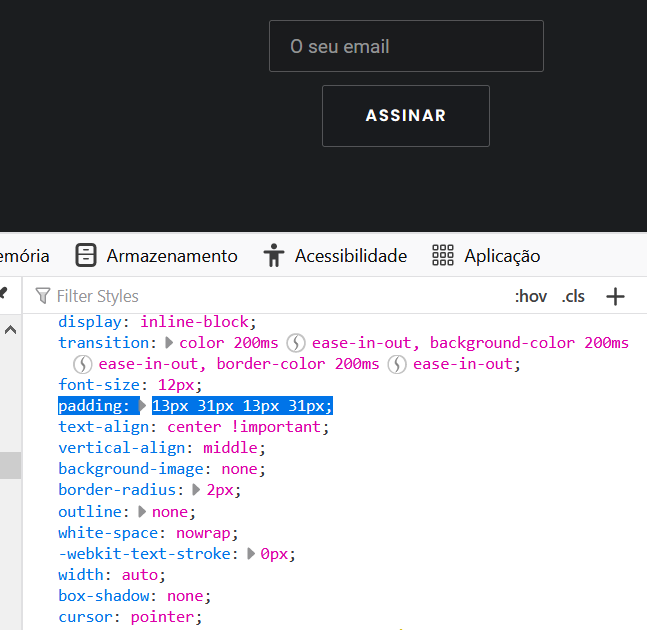 O seu email
ASSINAR
emória Armazenamento Acessibilidade Aplicação
Filter Styles :hov .cls
display: inline-block;
transition: color 200ms ease-in-out, background-color 200ms
ease-in-out, border-color 200ms ease-in-out;
font-size: 12px;
padding: 13px 31px 13px 31px;
text-align: center !important;
vertical-align: middle;
background-image: none;
border-radius: 2px;
outline: none;
white-space: nowrap;
-webkit-text-stroke: 0px;
width: auto;
box-shadow: none;
cursor: pointer;